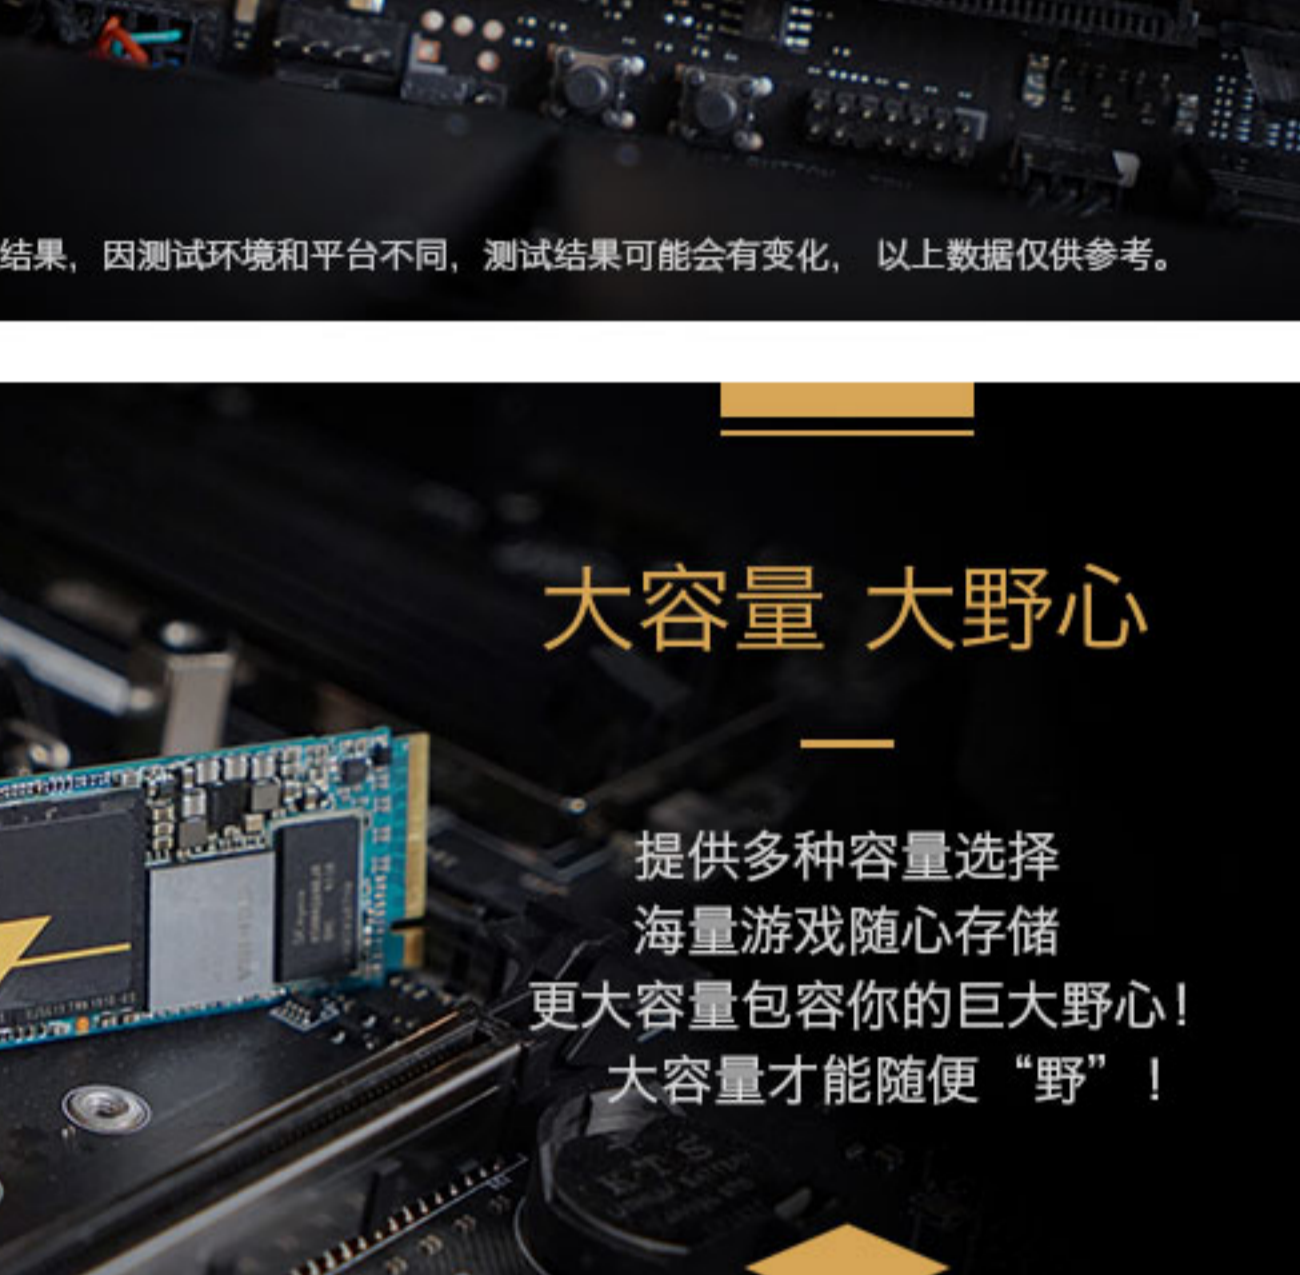 结果，因测试环境和平台不同，测试结果可能会有变化， 以上数据仅供参考。
大容量 大野心
提供多种容量选择
海量游戏随心存储
更大容量包容你的巨大野心！
大容量才能随便“野”！